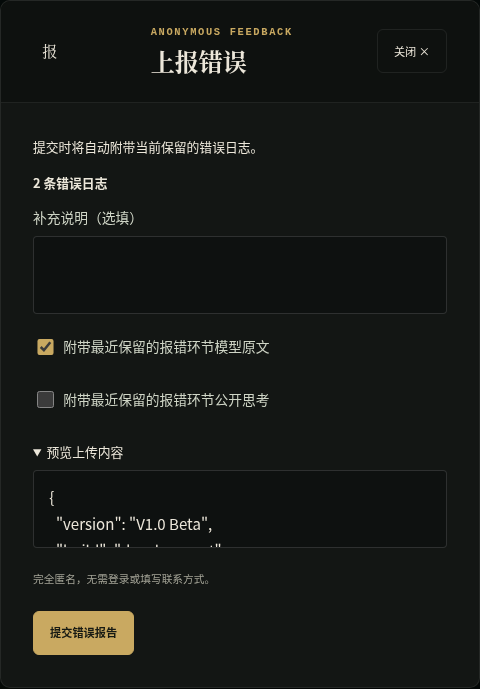 报
ANONYMOUS FEEDBACK
上报错误
关闭 ×
提交时将自动附带当前保留的错误日志。
2 条错误日志
补充说明（选填）
附带最近保留的报错环节模型原文
附带最近保留的报错环节公开思考
▼ 预览上传内容
{
"version": "V1.0 Beta",
完全匿名，无需登录或填写联系方式。
提交错误报告